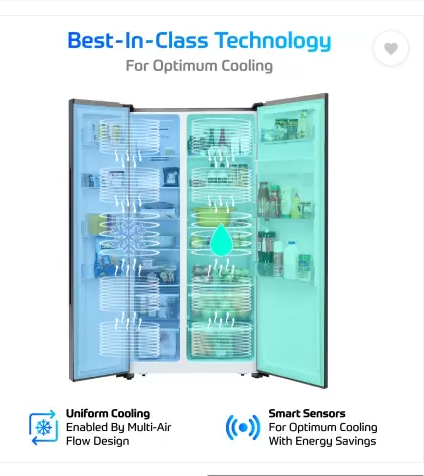 Best-In-Class Technology
For Optimum Cooling
Uniform Cooling
Enabled By Multi-Air
Flow Design
Smart Sensors
For Optimum Cooling
With Energy Savings